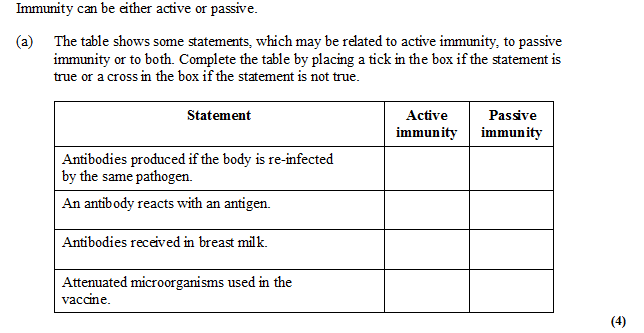 Immunity can be either active or passive.
(a) The table shows some statements, which may be related to active immunity, to passive
immunity or to both. Complete the table by placing a tick in the box if the statement is
true or a cross in the box if the statement is not true.
Statement Active immunity Passive immunity
Antibodies produced if the body is re-infected
by the same pathogen.
An antibody reacts with an antigen.
Antibodies received in breast milk.
Attenuated microorganisms used in the
vaccine.
(4)